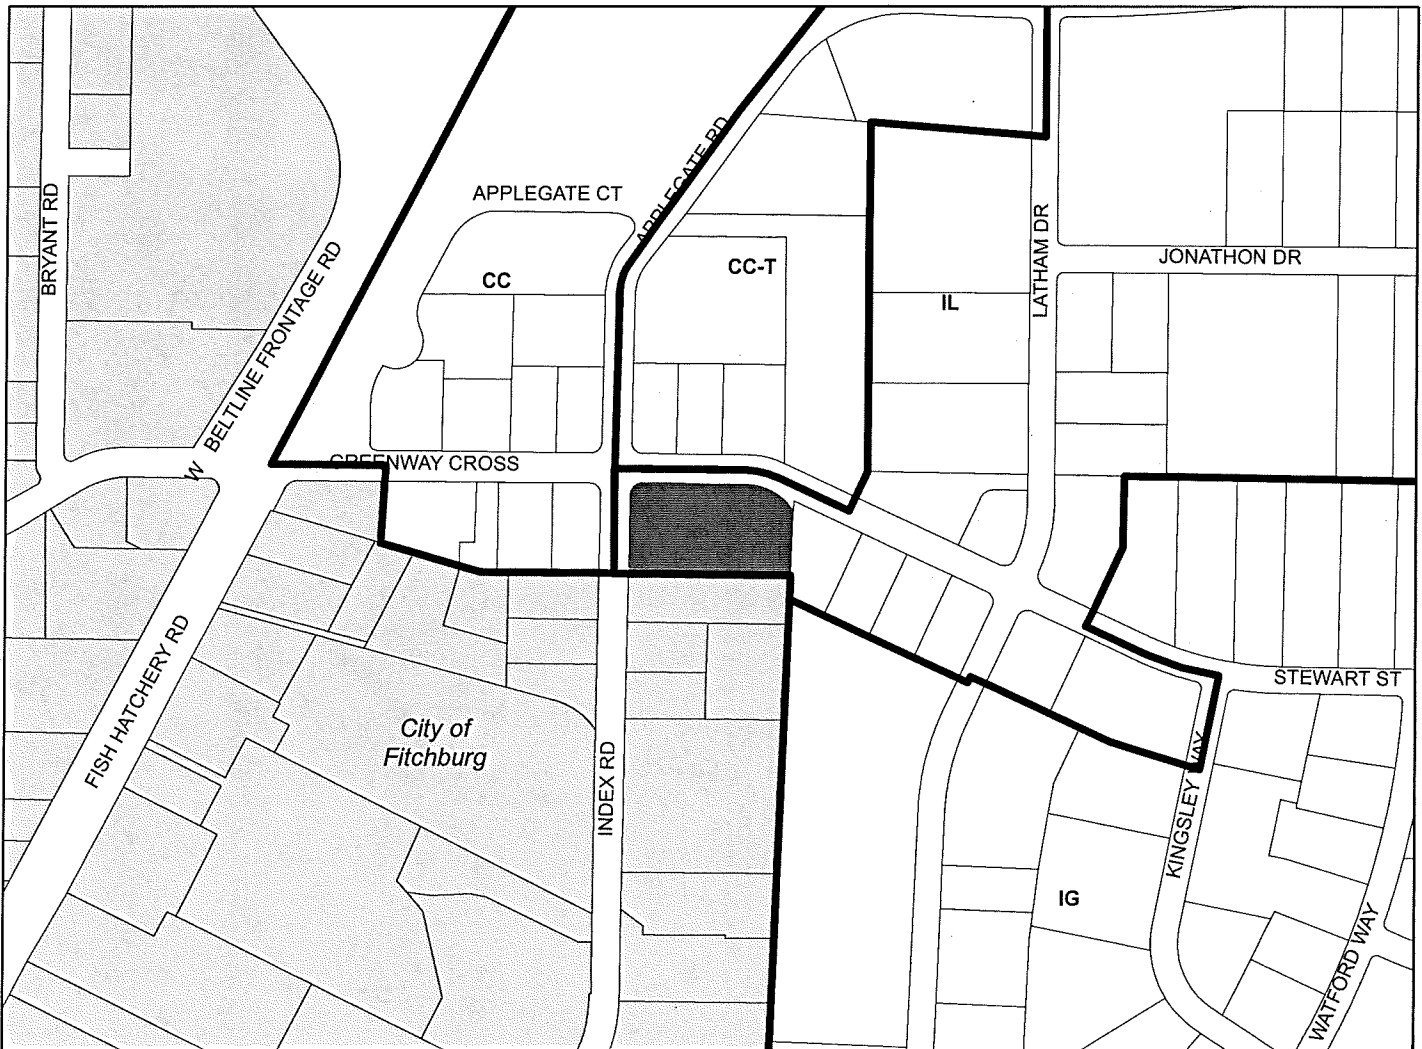 APPLEGATE RD
APPLEGATE CT
BRYANT RD
CC
CC-T
JONATHON DR
LATHAM DR
IL
W BELTLINE FRONTAGE RD
GREENWAY CROSS
FISH HATCHERY RD
STEWART ST
City of
Fitchburg
INDEX RD
KINGSLEY WAY
IG
WATFORD WAY